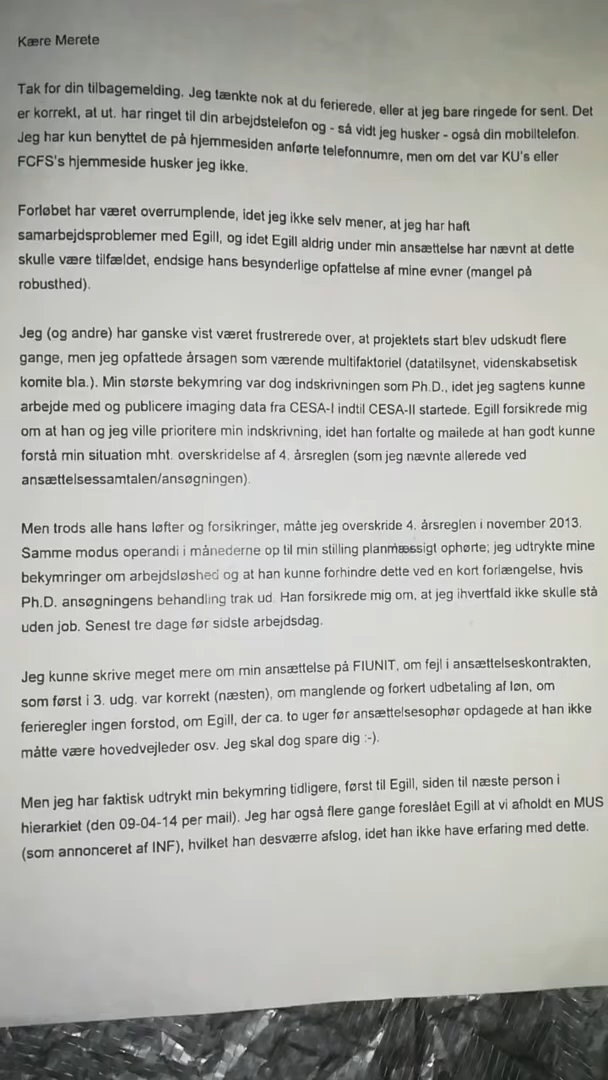 Kære Merete
Tak for din tilbagemelding. Jeg tænkte nok at du ferierede, eller at jeg bare ringede for sent. Det
er korrekt, at ut. har ringet til din arbejdstelefon og - så vidt jeg husker - også din mobiltelefon.
Jeg har kun benyttet de på hjemmesiden anførte telefonnumre, men om det var KU's eller
FCFS's hjemmeside husker jeg ikke.
Forløbet har været overrumplende, idet jeg ikke selv mener, at jeg har haft
samarbejdsproblemer med Egill, og idet Egill aldrig under min ansættelse har nævnt at dette
skulle være tilfældet, endsige hans besynderlige opfattelse af mine evner (mangel på
robusthed).
Jeg (og andre) har ganske vist været frustrerede over, at projektets start blev udskudt flere
gange, men jeg opfattede årsagen som værende multifaktoriel (datatilsynet, videnskabsetisk
komite bla.). Min største bekymring var dog indskrivningen som Ph.D., idet jeg sagtens kunne
arbejde med og publicere imaging data fra CESA-I indtil CESA-II startede. Egill forsikrede mig
om at han og jeg ville prioritere min indskrivning, idet han fortalte og mailede at han godt kunne
forstå min situation mht. overskridelse af 4. årsreglen (som jeg nævnte allerede ved
ansættelsessamtalen/ansøgningen).
Men trods alle hans løfter og forsikringer, måtte jeg overskride 4. årsreglen i november 2013.
Samme modus operandi i månederne op til min stilling planmæssigt ophørte; jeg udtrykte mine
bekymringer om arbejdsløshed og at han kunne forhindre dette ved en kort forlængelse, hvis
Ph.D. ansøgningens behandling trak ud. Han forsikrede mig om, at jeg ihvertfald ikke skulle stå
uden job. Senest tre dage før sidste arbejdsdag.
Jeg kunne skrive meget mere om min ansættelse på FIUNIT, om fejl i ansættelseskontrakten,
som først i 3. udg. var korrekt (næsten), om manglende og forkert udbetaling af løn, om
ferieregler ingen forstod, om Egill, der ca. to uger før ansættelsesophør opdagede at han ikke
måtte være hovedvejleder osv. Jeg skal dog spare dig :-).
Men jeg har faktisk udtrykt min bekymring tidligere, først til Egill, siden til næste person i
hierarkiet (den 09-04-14 per mail). Jeg har også flere gange foreslået Egill at vi afholdt en MUS
(som annonceret af INF), hvilket han desværre afslog, idet han ikke have erfaring med dette.